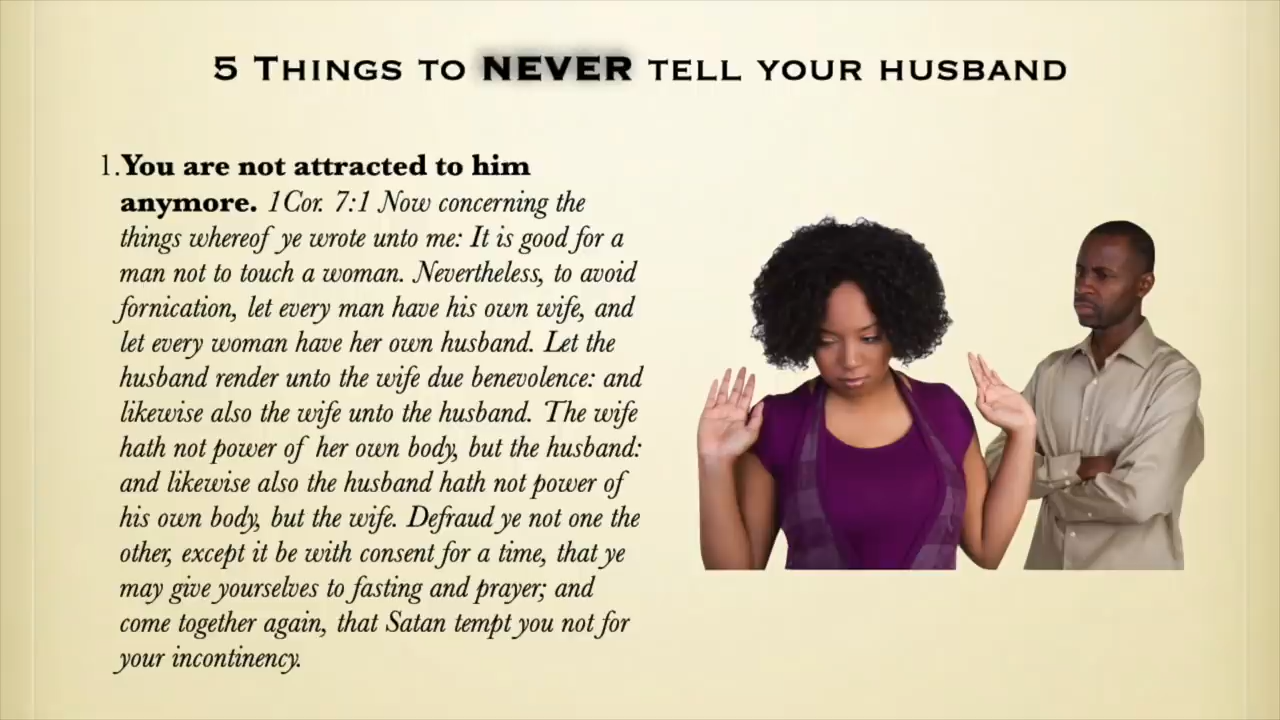 5 Things to NEVER tell your husband
1.You are not attracted to him
anymore. 1Cor. 7:1 Now concerning the
things whereof ye wrote unto me: It is good for a
man not to touch a woman. Nevertheless, to avoid
fornication, let every man have his own wife, and
let every woman have her own husband. Let the
husband render unto the wife due benevolence: and
likewise also the wife unto the husband. The wife
hath not power of her own body, but the husband:
and likewise also the husband hath not power of
his own body, but the wife. Defraud ye not one the
other, except it be with consent for a time, that ye
may give yourselves to fasting and prayer; and
come together again, that Satan tempt you not for
your incontinency.